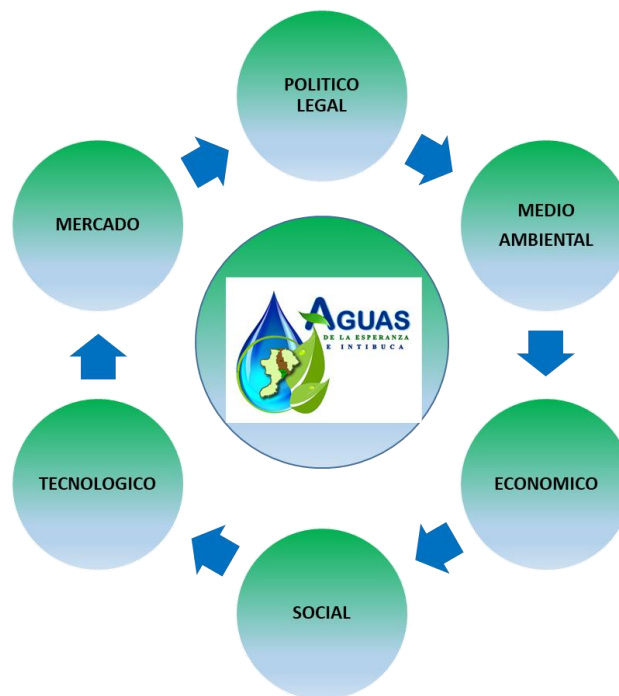 POLITICO
LEGAL
MEDIO
AMBIENTAL
ECONOMICO
SOCIAL
TECNOLOGICO
MERCADO
AGUAS
DE LA ESPERANZA
E INTIBUCA